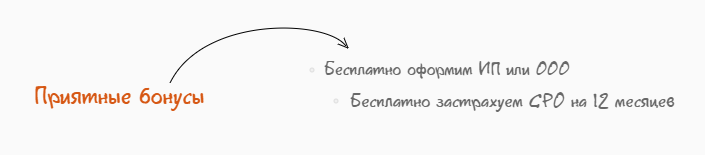 Бесплатно оформим ИП или ООО
Приятные бонусы
Бесплатно застрахуем СРО на 12 месяцев